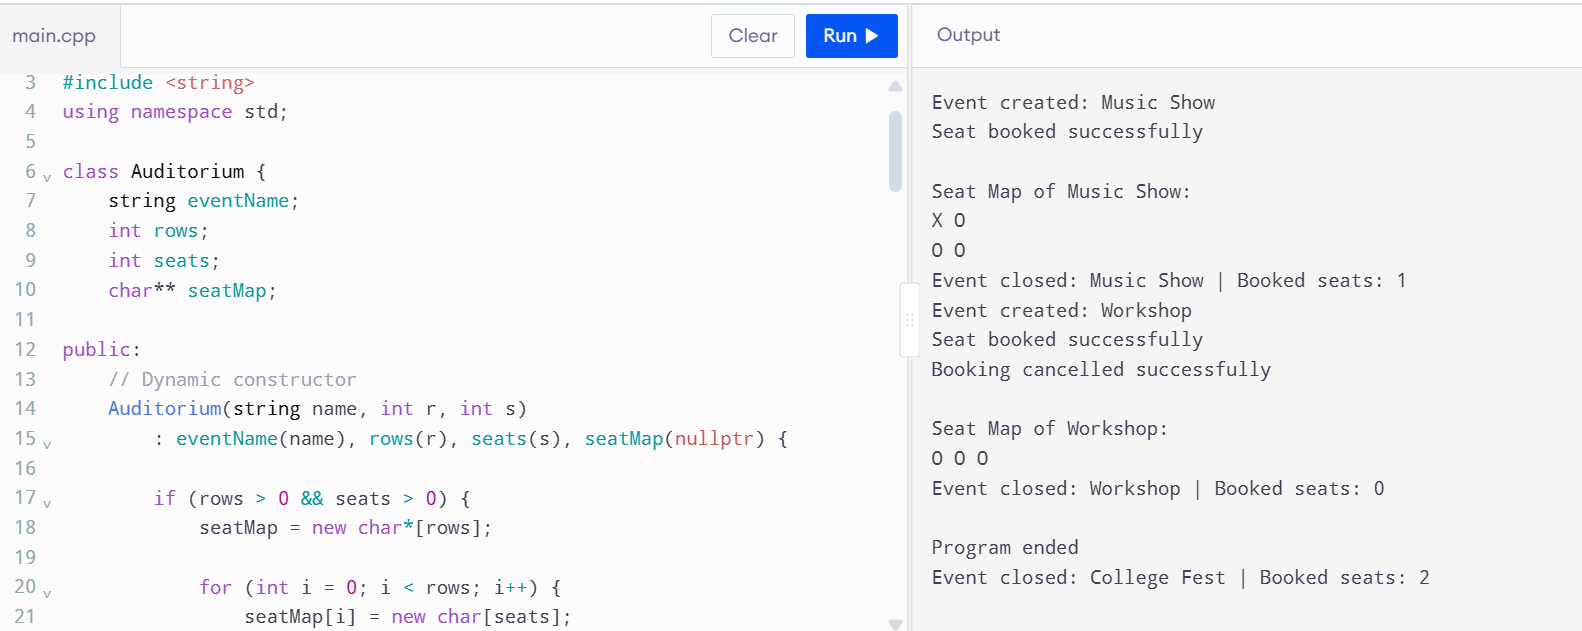 main.cpp
Clear
Run
Output
3 #include <string>
4 using namespace std;
5
6 class Auditorium {
7 string eventName;
8 int rows;
9 int seats;
10 char** seatMap;
11
12 public:
13 // Dynamic constructor
14 Auditorium(string name, int r, int s)
15 : eventName(name), rows(r), seats(s), seatMap(nullptr) {
16
17 if (rows > 0 && seats > 0) {
18 seatMap = new char*[rows];
19
20 for (int i = 0; i < rows; i++) {
21 seatMap[i] = new char[seats];
Event created: Music Show
Seat booked successfully
Seat Map of Music Show:
X O
O O
Event closed: Music Show | Booked seats: 1
Event created: Workshop
Seat booked successfully
Booking cancelled successfully
Seat Map of Workshop:
O O O
Event closed: Workshop | Booked seats: 0
Program ended
Event closed: College Fest | Booked seats: 2